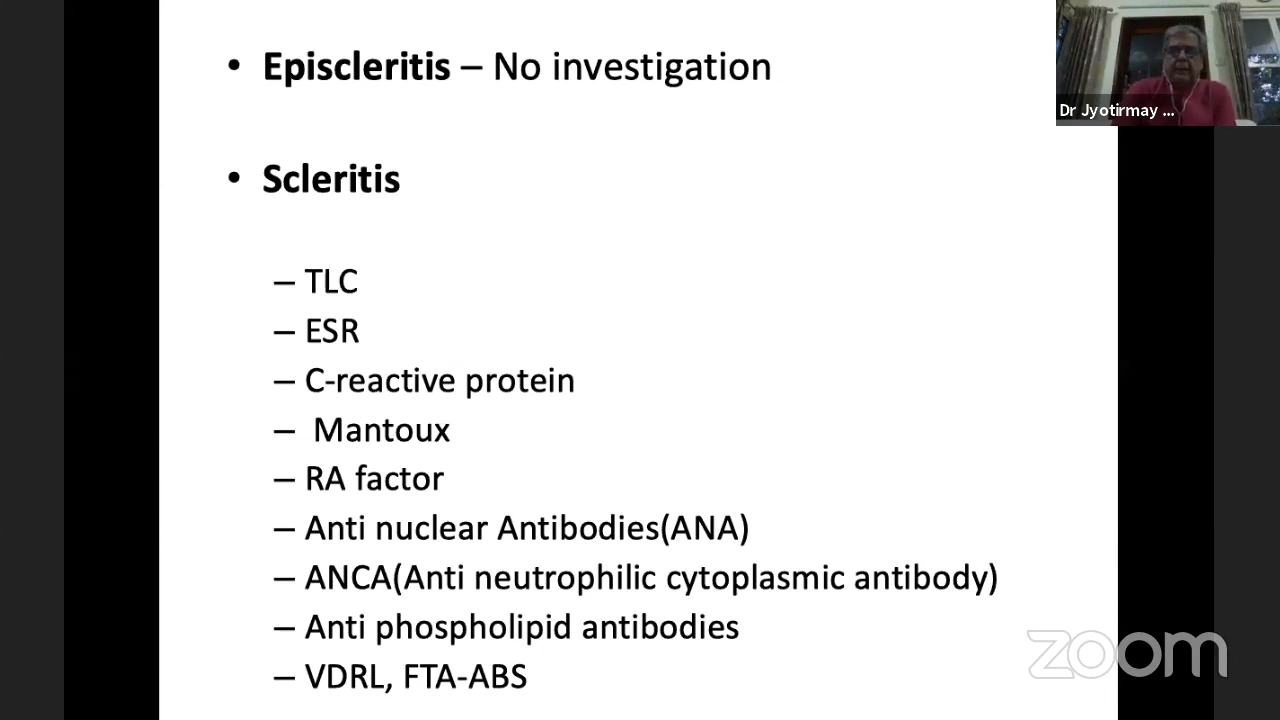 • Episcleritis – No investigation
Dr Jyotirmay ...
• Scleritis
– TLC
– ESR
– C-reactive protein
– Mantoux
– RA factor
– Anti nuclear Antibodies(ANA)
– ANCA(Anti neutrophilic cytoplasmic antibody)
– Anti phospholipid antibodies
– VDRL, FTA-ABS
zoom